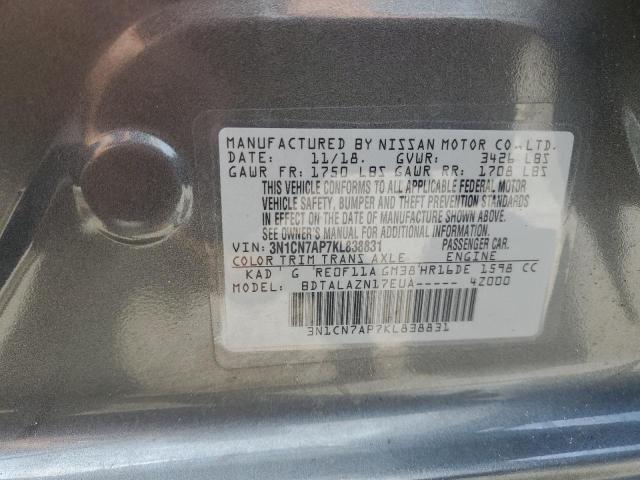 MANUFACTURED BY NISSAN MOTOR CO., LTD.
DATE: 11/18. GVWR: 3426 LBS
GAWR FR: 1750 LBS GAWR RR: 1708 LBS
THIS VEHICLE CONFORMS TO ALL APPLICABLE FEDERAL MOTOR
VEHICLE SAFETY, BUMPER AND THEFT PREVENTION STANDARDS
IN EFFECT ON THE DATE OF MANUFACTURE SHOWN ABOVE.
SEE OWNER'S MANUAL FOR ADDITIONAL INFORMATION.
VIN: 3N1CN7AP7KL838831 PASSENGER CAR.
COLOR TRIM TRANS AXLE ENGINE
KAD G RE0F11A GM38 HR16DE 1598 CC
MODEL: BDTALAZN17EUA----- 4Z000
3N1CN7AP7KL838831